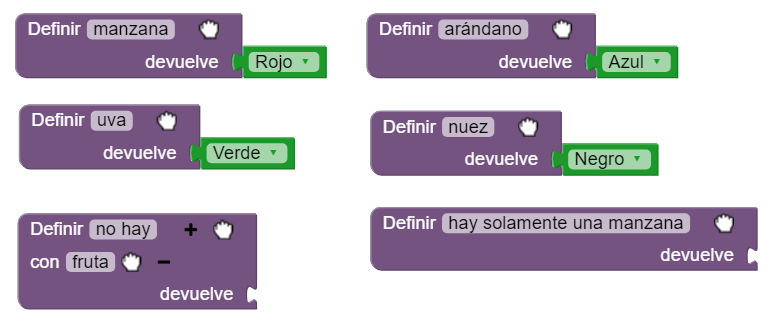 Definir manzana
devuelve Rojo
Definir arándano
devuelve Azul
Definir uva
devuelve Verde
Definir nuez
devuelve Negro
Definir no hay +
con fruta −
devuelve
Definir hay solamente una manzana
devuelve